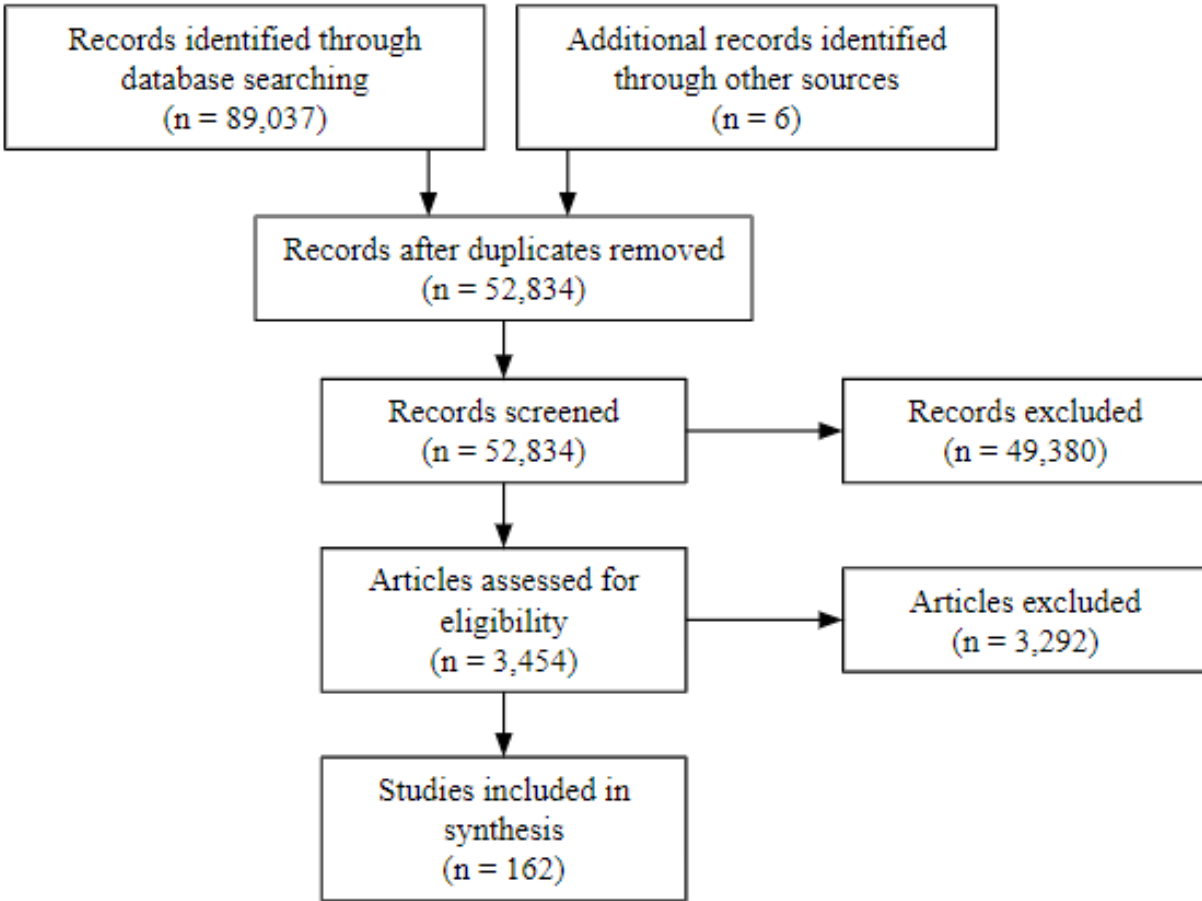 Records identified through
database searching
(n = 89,037)
Additional records identified
through other sources
(n = 6)
Records after duplicates removed
(n = 52,834)
Records screened
(n = 52,834)
Records excluded
(n = 49,380)
Articles assessed for
eligibility
(n = 3,454)
Articles excluded
(n = 3,292)
Studies included in
synthesis
(n = 162)